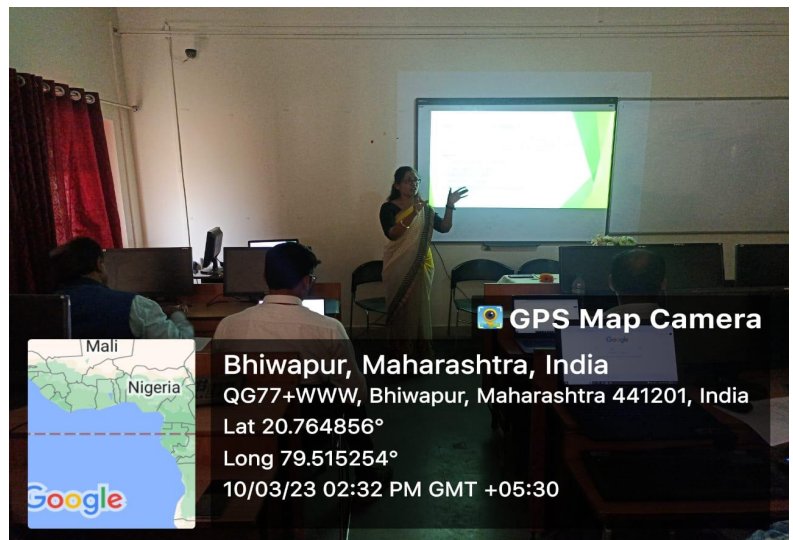 GPS Map Camera
Mali
Nigeria
Google
Bhiwapur, Maharashtra, India
QG77+WWW, Bhiwapur, Maharashtra 441201, India
Lat 20.764856°
Long 79.515254°
10/03/23 02:32 PM GMT +05:30
Google